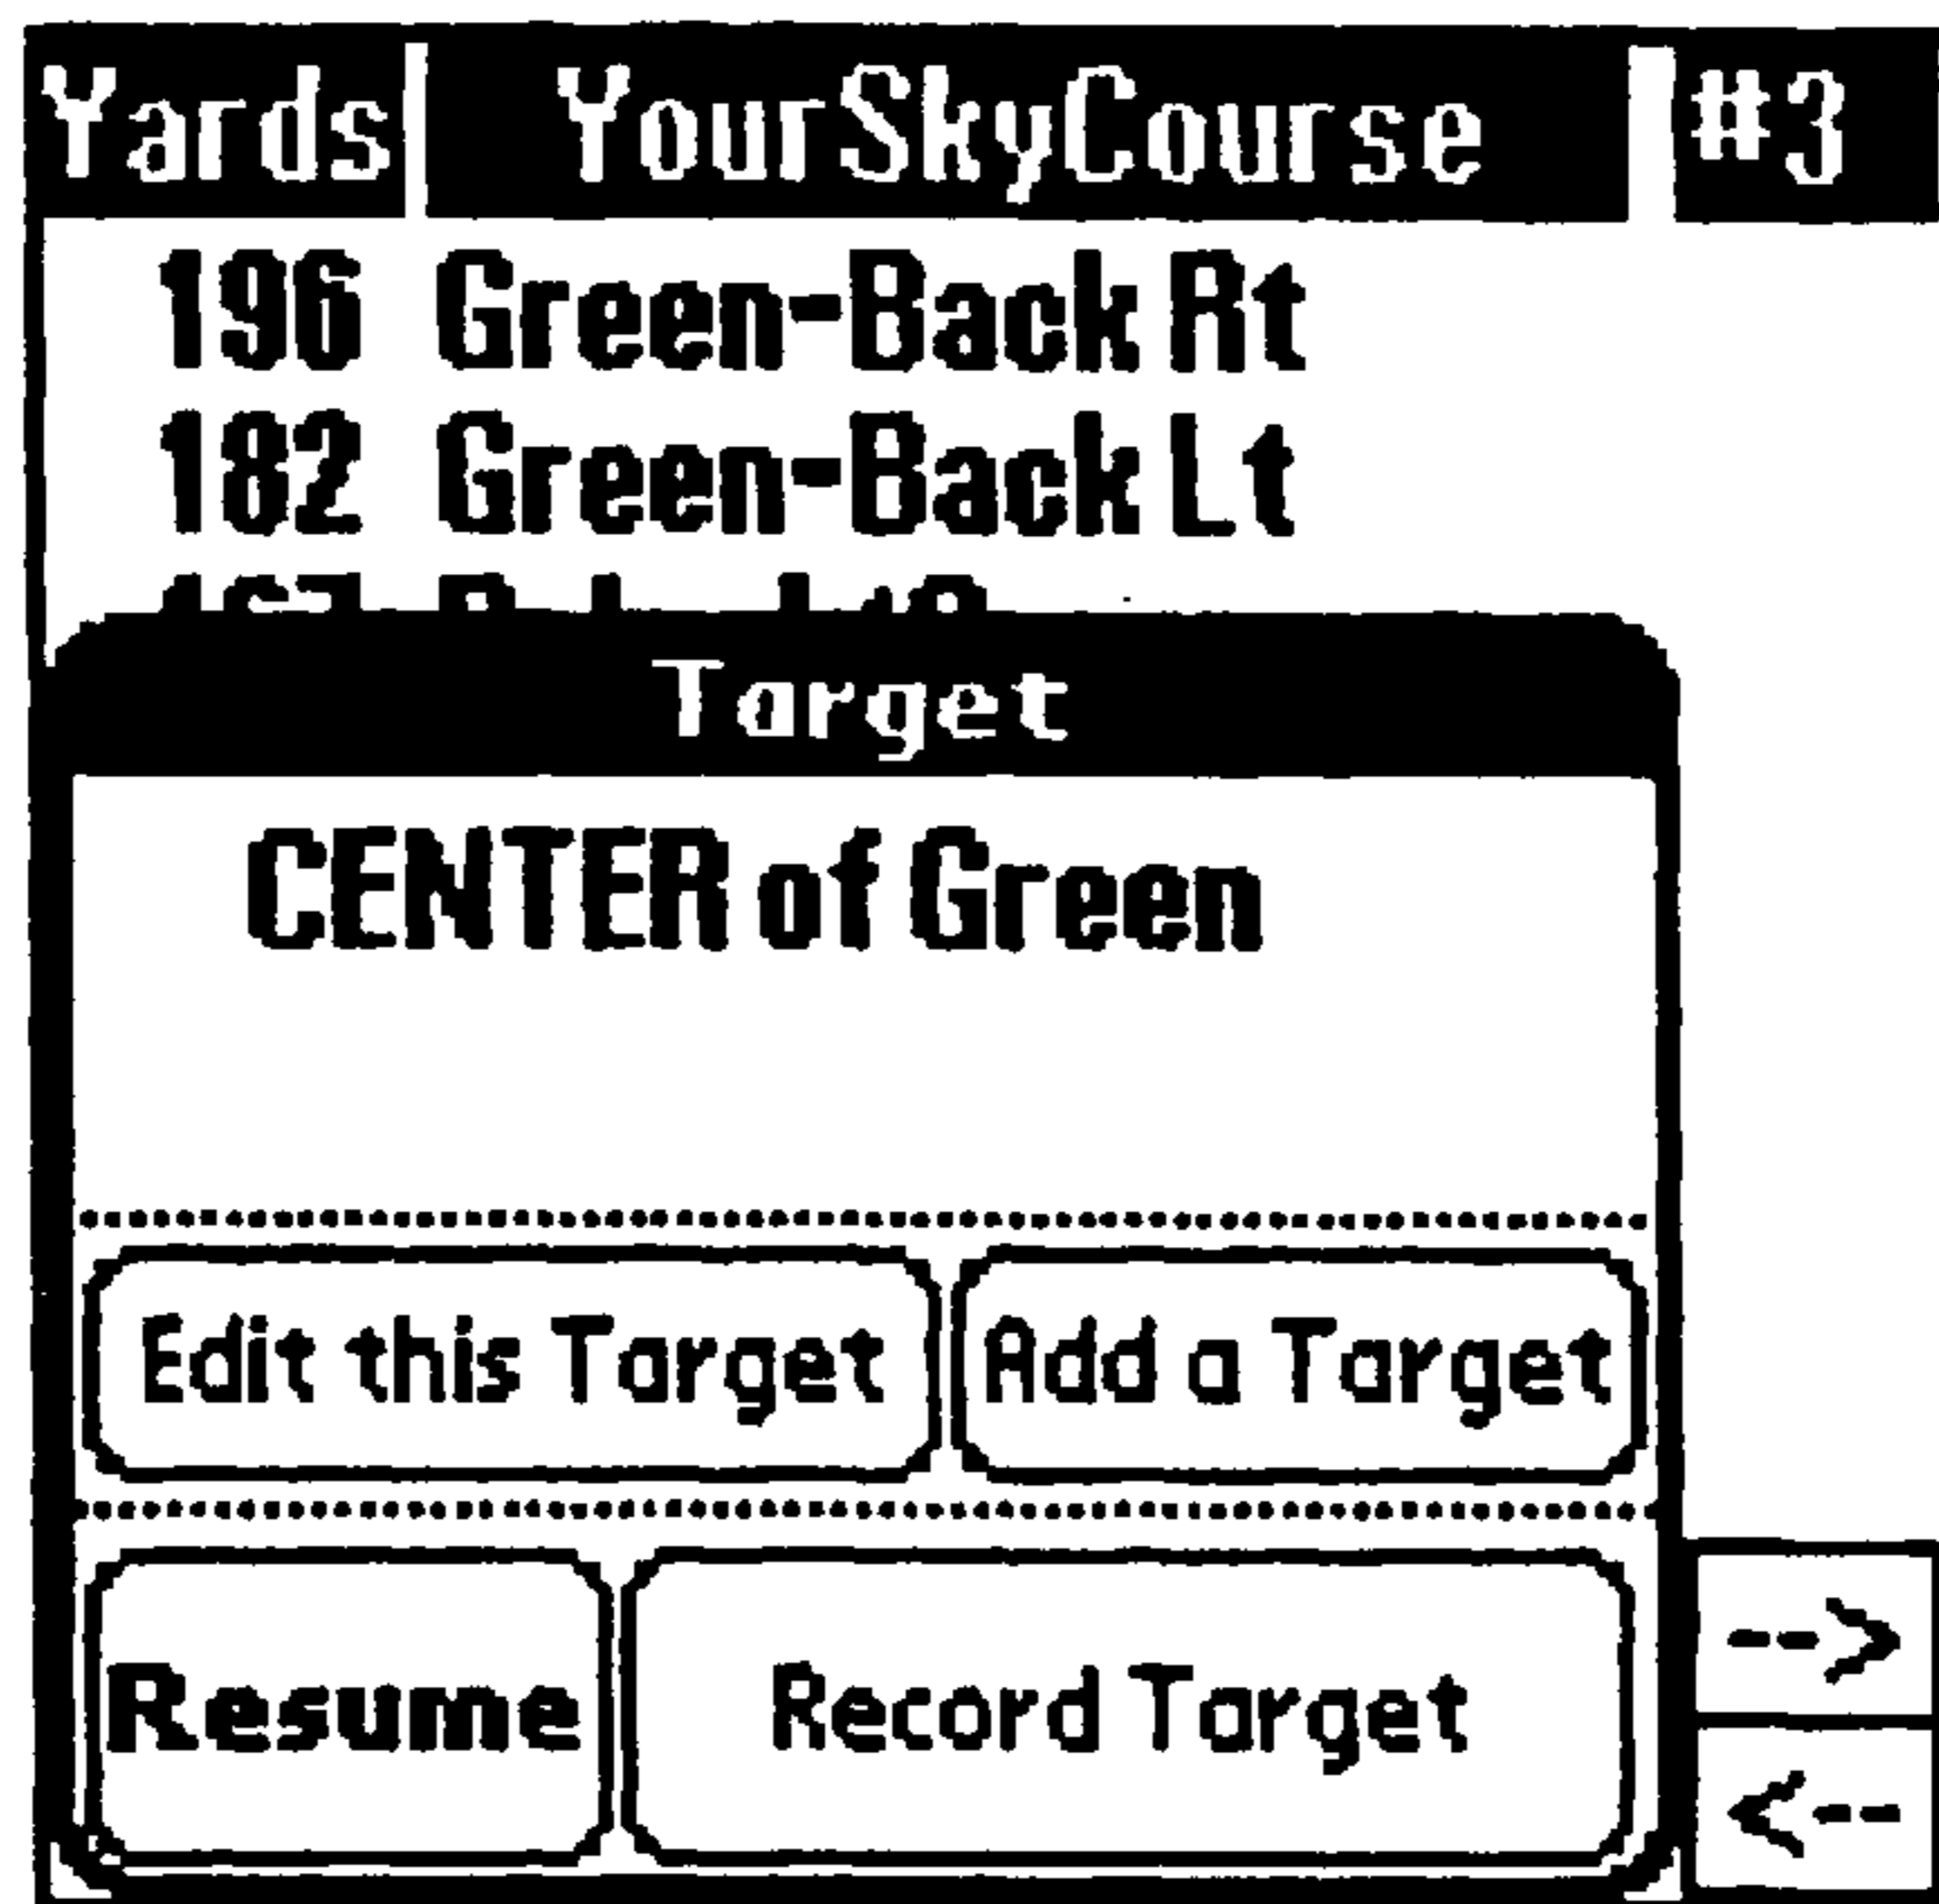 Yards YourSkyCourse #3
196 Green-Back Rt
182 Green-Back Lt
Target
CENTER of Green
Edit this Target Add a Target
Resume Record Target
-->
<--